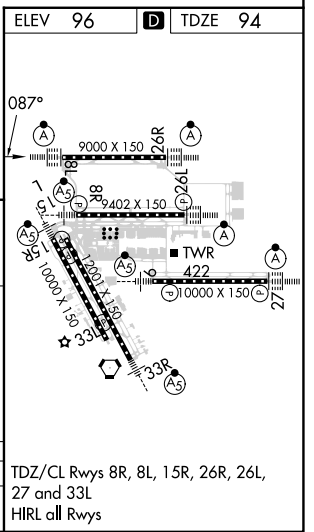 ELEV 96 D TDZE 94
087°
A A
9000 X 150
8L 26R
A5
8R 26L
P P
9402 X 150
15L
A
A5
15R
A5
TWR
A
422
9
P 10000 X 150 P
27
12001 X 150
10000 X 150
33L
33R
A5
TDZ/CL Rwys 8R, 8L, 15R, 26R, 26L,
27 and 33L
HIRL all Rwys